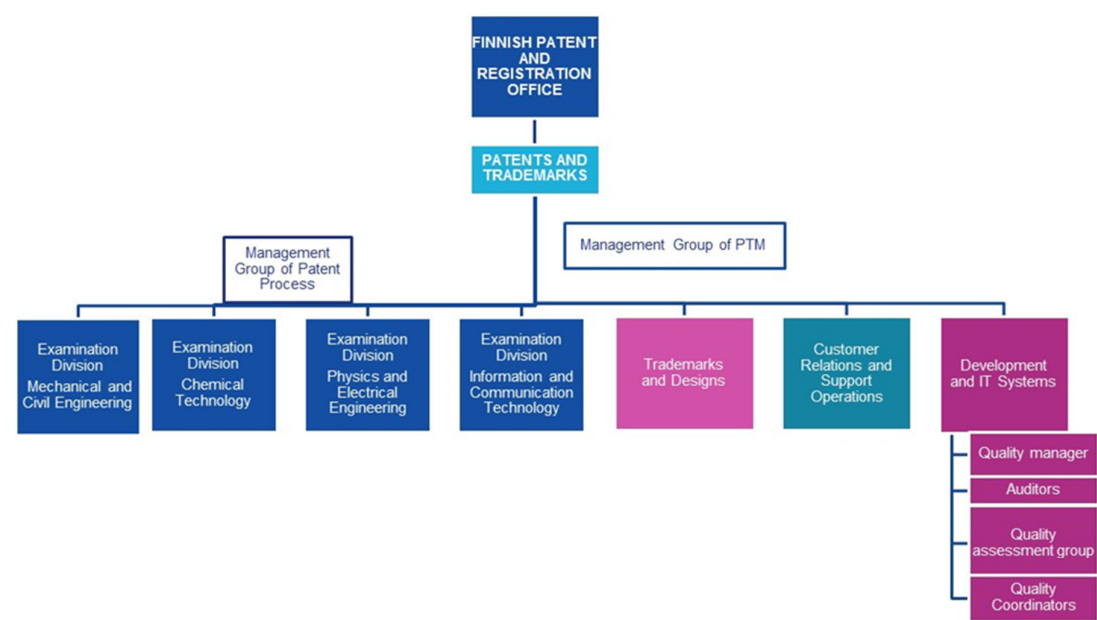 FINNISH PATENT
AND
REGISTRATION
OFFICE
PATENTS AND
TRADEMARKS
Management
Group of Patent
Process
Management Group of PTM
Examination
Division
Mechanical and
Civil Engineering
Examination
Division
Chemical
Technology
Examination
Division
Physics and
Electrical
Engineering
Examination
Division
Information and
Communication
Technology
Trademarks
and Designs
Customer
Relations and
Support
Operations
Development
and IT Systems
Quality manager
Auditors
Quality
assessment group
Quality
Coordinators